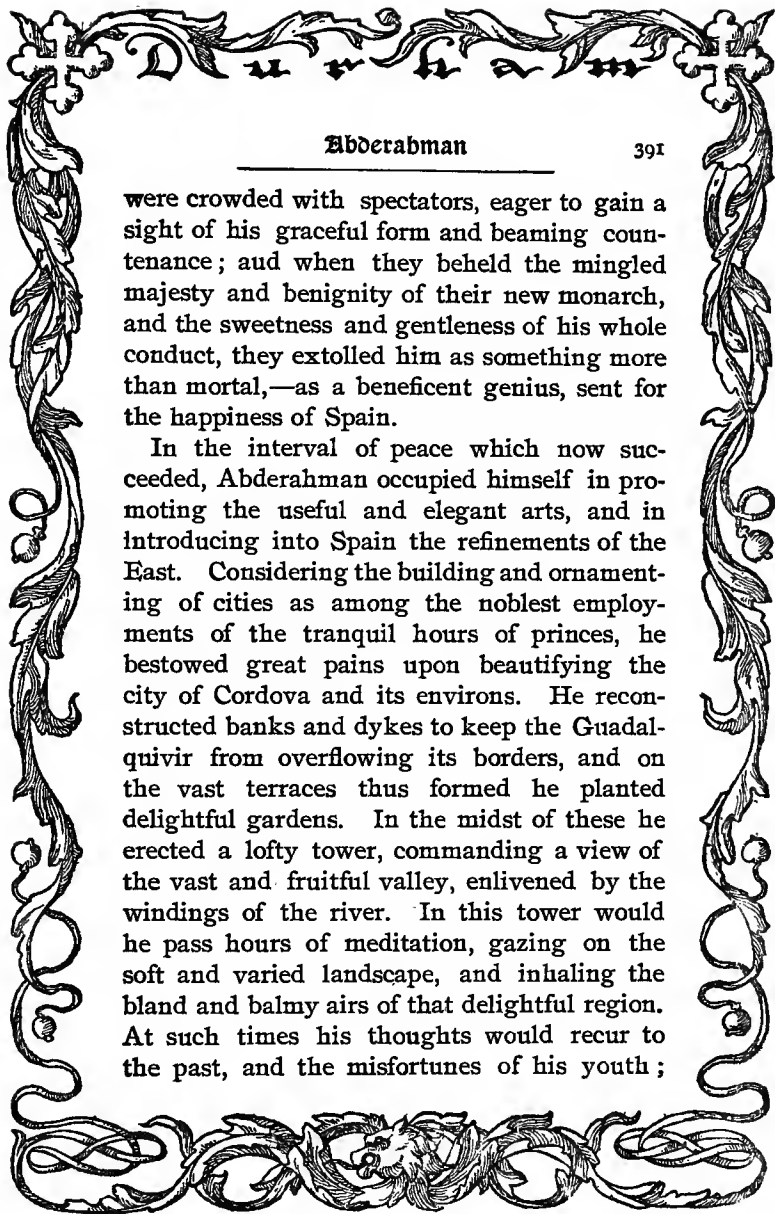 Durham
Abderahman 391
were crowded with spectators, eager to gain a
sight of his graceful form and beaming coun-
tenance; aud when they beheld the mingled
majesty and benignity of their new monarch,
and the sweetness and gentleness of his whole
conduct, they extolled him as something more
than mortal,—as a beneficent genius, sent for
the happiness of Spain.
In the interval of peace which now suc-
ceeded, Abderahman occupied himself in pro-
moting the useful and elegant arts, and in
introducing into Spain the refinements of the
East. Considering the building and ornament-
ing of cities as among the noblest employ-
ments of the tranquil hours of princes, he
bestowed great pains upon beautifying the
city of Cordova and its environs. He recon-
structed banks and dykes to keep the Guadal-
quivir from overflowing its borders, and on
the vast terraces thus formed he planted
delightful gardens. In the midst of these he
erected a lofty tower, commanding a view of
the vast and fruitful valley, enlivened by the
windings of the river. In this tower would
he pass hours of meditation, gazing on the
soft and varied landscape, and inhaling the
bland and balmy airs of that delightful region.
At such times his thoughts would recur to
the past, and the misfortunes of his youth;